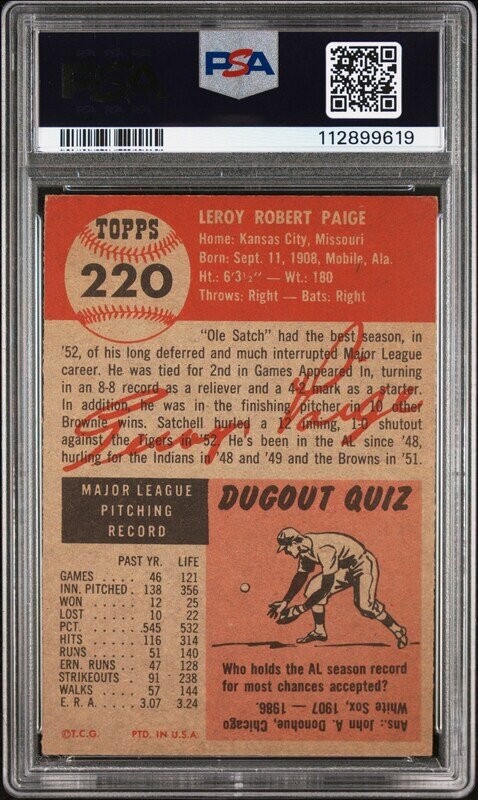 PSA
112899619
TOPPS
220
LEROY ROBERT PAIGE
Home: Kansas City, Missouri
Born: Sept. 11, 1908, Mobile, Ala.
Ht.: 6'3½" — Wt.: 180
Throws: Right — Bats: Right
"Ole Satch" had the best season, in
'52, of his long deferred and much interrupted Major League
career. He was tied for 2nd in Games Appeared In, turning
in an 8-8 record as a reliever and a 4-2 mark as a starter.
In addition, he was in the finishing pitcher in 10 other
Brownie wins. Satchell hurled a 12 inning, 1-0 shutout
against the Tigers in '52. He's been in the AL since '48,
hurling for the Indians in '48 and '49 and the Browns in '51.
MAJOR LEAGUE
PITCHING
RECORD
PAST YR. LIFE
GAMES . . . . . 46 121
INN. PITCHED . 138 356
WON . . . . . . 12 25
LOST . . . . . . 10 22
PCT. . . . . . . .545 532
HITS . . . . . . 116 314
RUNS . . . . . 51 140
ERN. RUNS . . 47 128
STRIKEOUTS . . 91 238
WALKS . . . . . 57 144
E. R. A. . . . . . 3.07 3.24
©T.C.G. PTD. IN U.S.A.
DUGOUT QUIZ
Who holds the AL season record
for most chances accepted?
Ans.: John A. Donohue, Chicago
White Sox, 1907 — 1986.